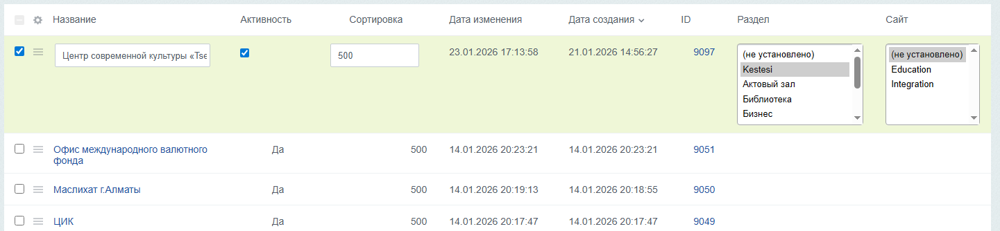 Название Активность Сортировка Дата изменения Дата создания ID Раздел Сайт
Центр современной культуры «Tse 500 23.01.2026 17:13:58 21.01.2026 14:56:27 9097
(не установлено)
Kestesi
Актовый зал
Библиотека
Бизнес
(не установлено)
Education
Integration
Офис международного валютного
фонда
Да 500 14.01.2026 20:23:21 14.01.2026 20:23:21 9051
Маслихат г.Алматы Да 500 14.01.2026 20:19:13 14.01.2026 20:18:55 9050
ЦИК Да 500 14.01.2026 20:17:47 14.01.2026 20:17:47 9049